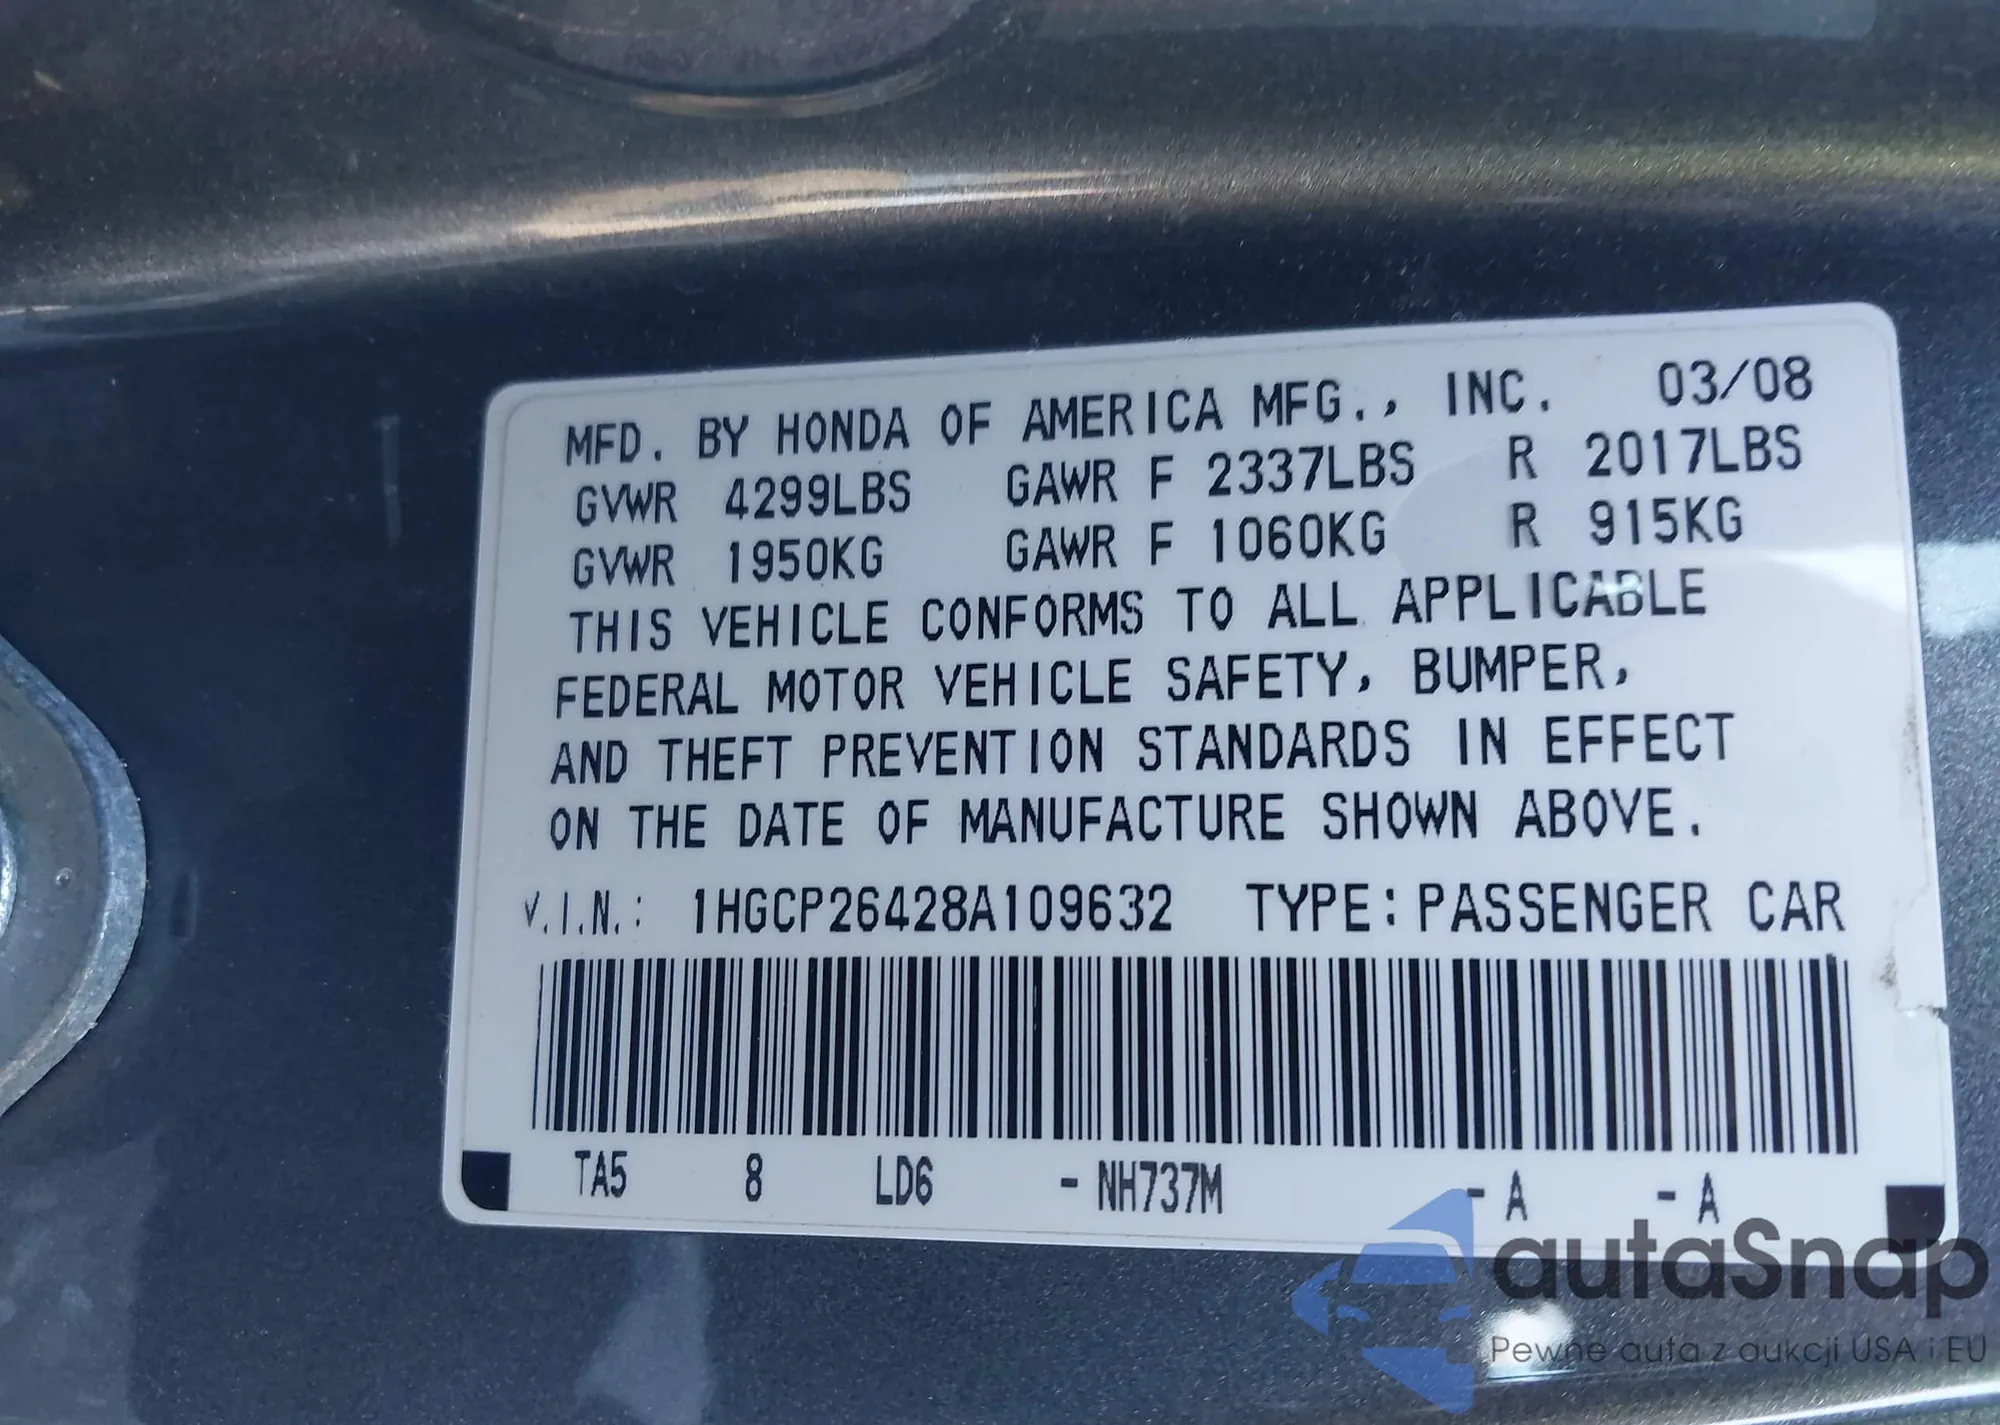 MFD. BY HONDA OF AMERICA MFG., INC. 03/08
GVWR 4299LBS GAWR F 2337LBS R 2017LBS
GVWR 1950KG GAWR F 1060KG R 915KG
THIS VEHICLE CONFORMS TO ALL APPLICABLE
FEDERAL MOTOR VEHICLE SAFETY, BUMPER,
AND THEFT PREVENTION STANDARDS IN EFFECT
ON THE DATE OF MANUFACTURE SHOWN ABOVE.
V.I.N.: 1HGCP26428A109632 TYPE: PASSENGER CAR
TA5 8 LD6 - NH737M - A - A
autaSnap
Pewne auta z aukcji USA i EU